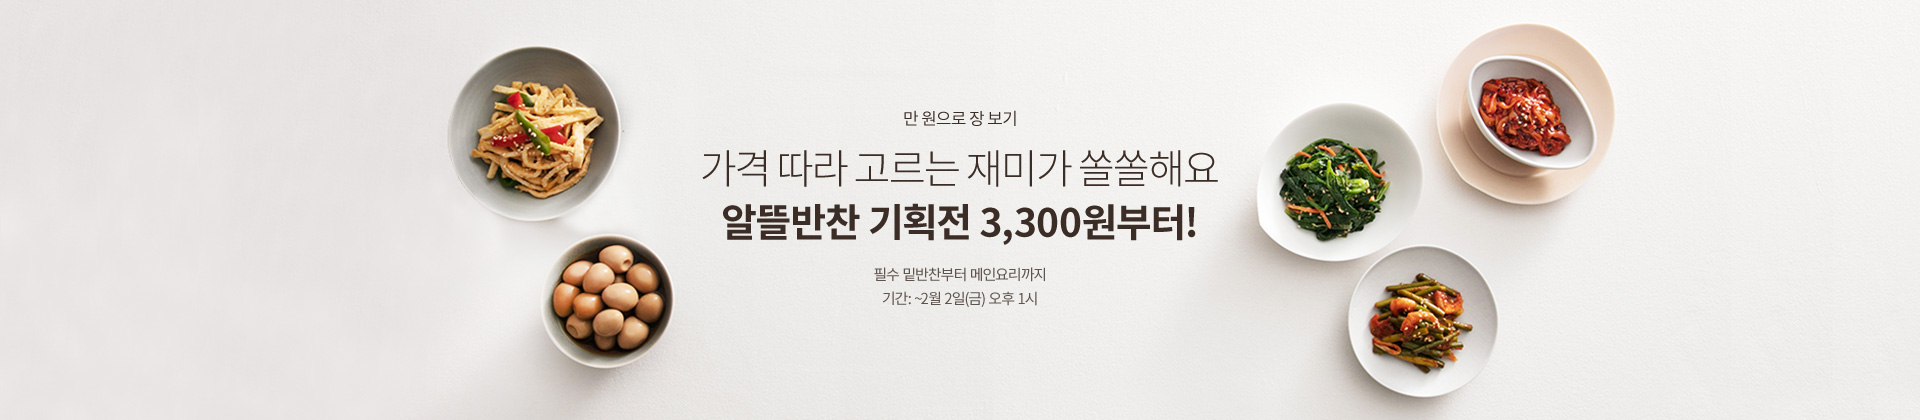 만 원으로 장 보기
가격 따라 고르는 재미가 쏠쏠해요
알뜰반찬 기획전 3,300원부터!
필수 밑반찬부터 메인요리까지
기간: ~2월 2일(금) 오후 1시